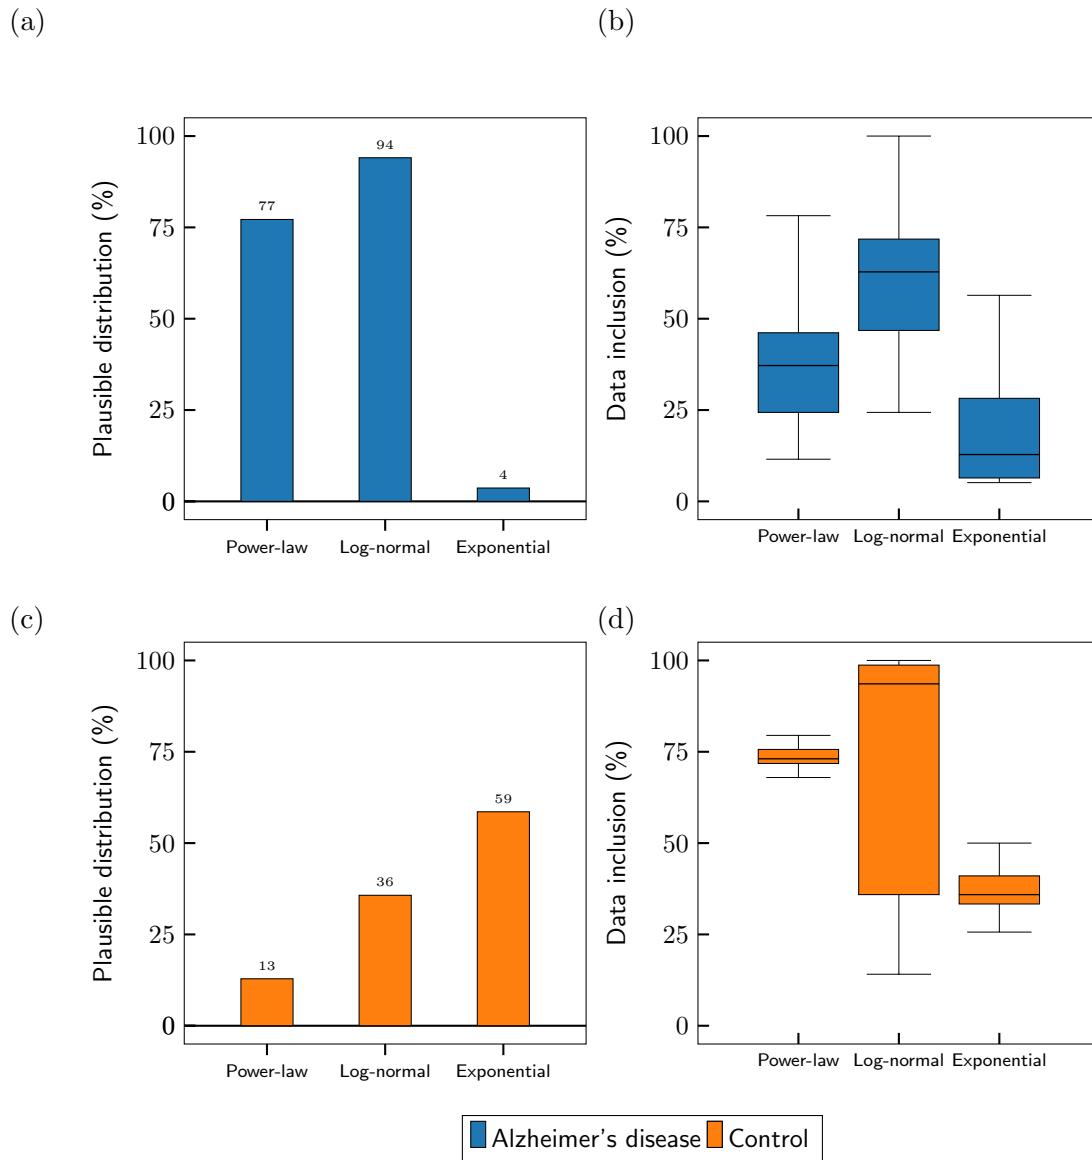 (a)
100
75
50
25
0
Plausible distribution (%)
77
94
4
Power-law Log-normal Exponential
(b)
100
75
50
25
0
Data inclusion (%)
Power-law Log-normal Exponential
(c)
100
75
50
25
0
Plausible distribution (%)
13
36
59
Power-law Log-normal Exponential
(d)
100
75
50
25
0
Data inclusion (%)
Power-law Log-normal Exponential
Alzheimer's disease Control